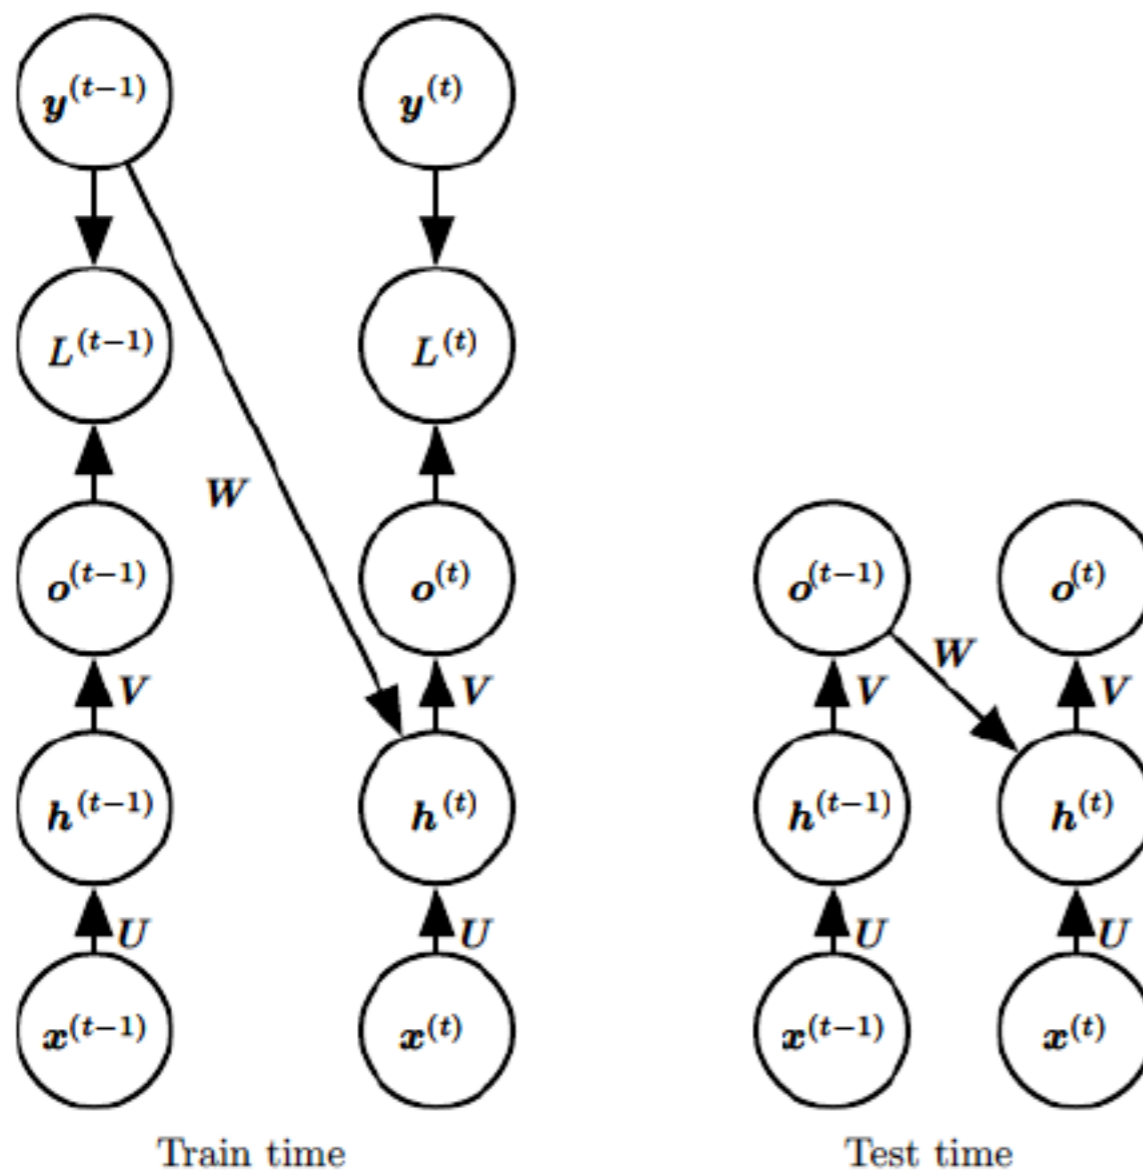 y^(t−1) y^(t)
L^(t−1) L^(t)
W
o^(t−1) o^(t) o^(t−1) o^(t)
W
V V V V
h^(t−1) h^(t) h^(t−1) h^(t)
U U U U
x^(t−1) x^(t) x^(t−1) x^(t)
Train time Test time